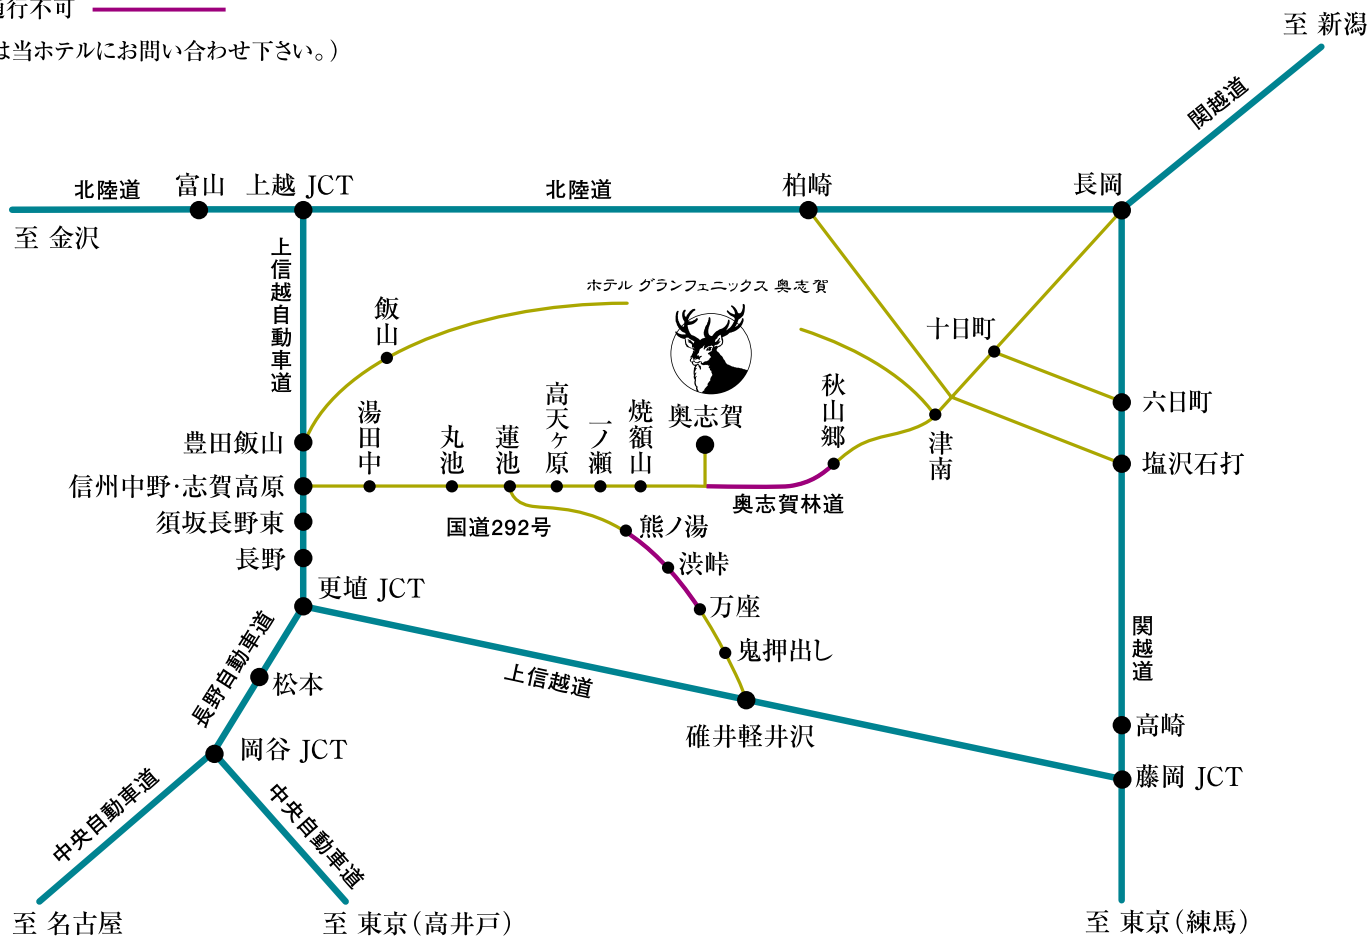 通行不可
は当ホテルにお問い合わせ下さい。）
至 新潟
関越道
北陸道
富山
上越 JCT
北陸道
柏崎
長岡
至 金沢
上信越自動車道
ホテル グランフェニックス 奥志賀
飯山
十日町
秋山郷
六日町
湯田中
丸池
蓮池
高天ヶ原
一ノ瀬
焼額山
奥志賀
津南
豊田飯山
塩沢石打
信州中野・志賀高原
奥志賀林道
須坂長野東
国道292号
熊ノ湯
長野
渋峠
更埴 JCT
万座
長野自動車道
鬼押出し
関越道
松本
上信越道
碓井軽井沢
高崎
岡谷 JCT
藤岡 JCT
中央自動車道
中央自動車道
至 名古屋
至 東京（高井戸）
至 東京（練馬）